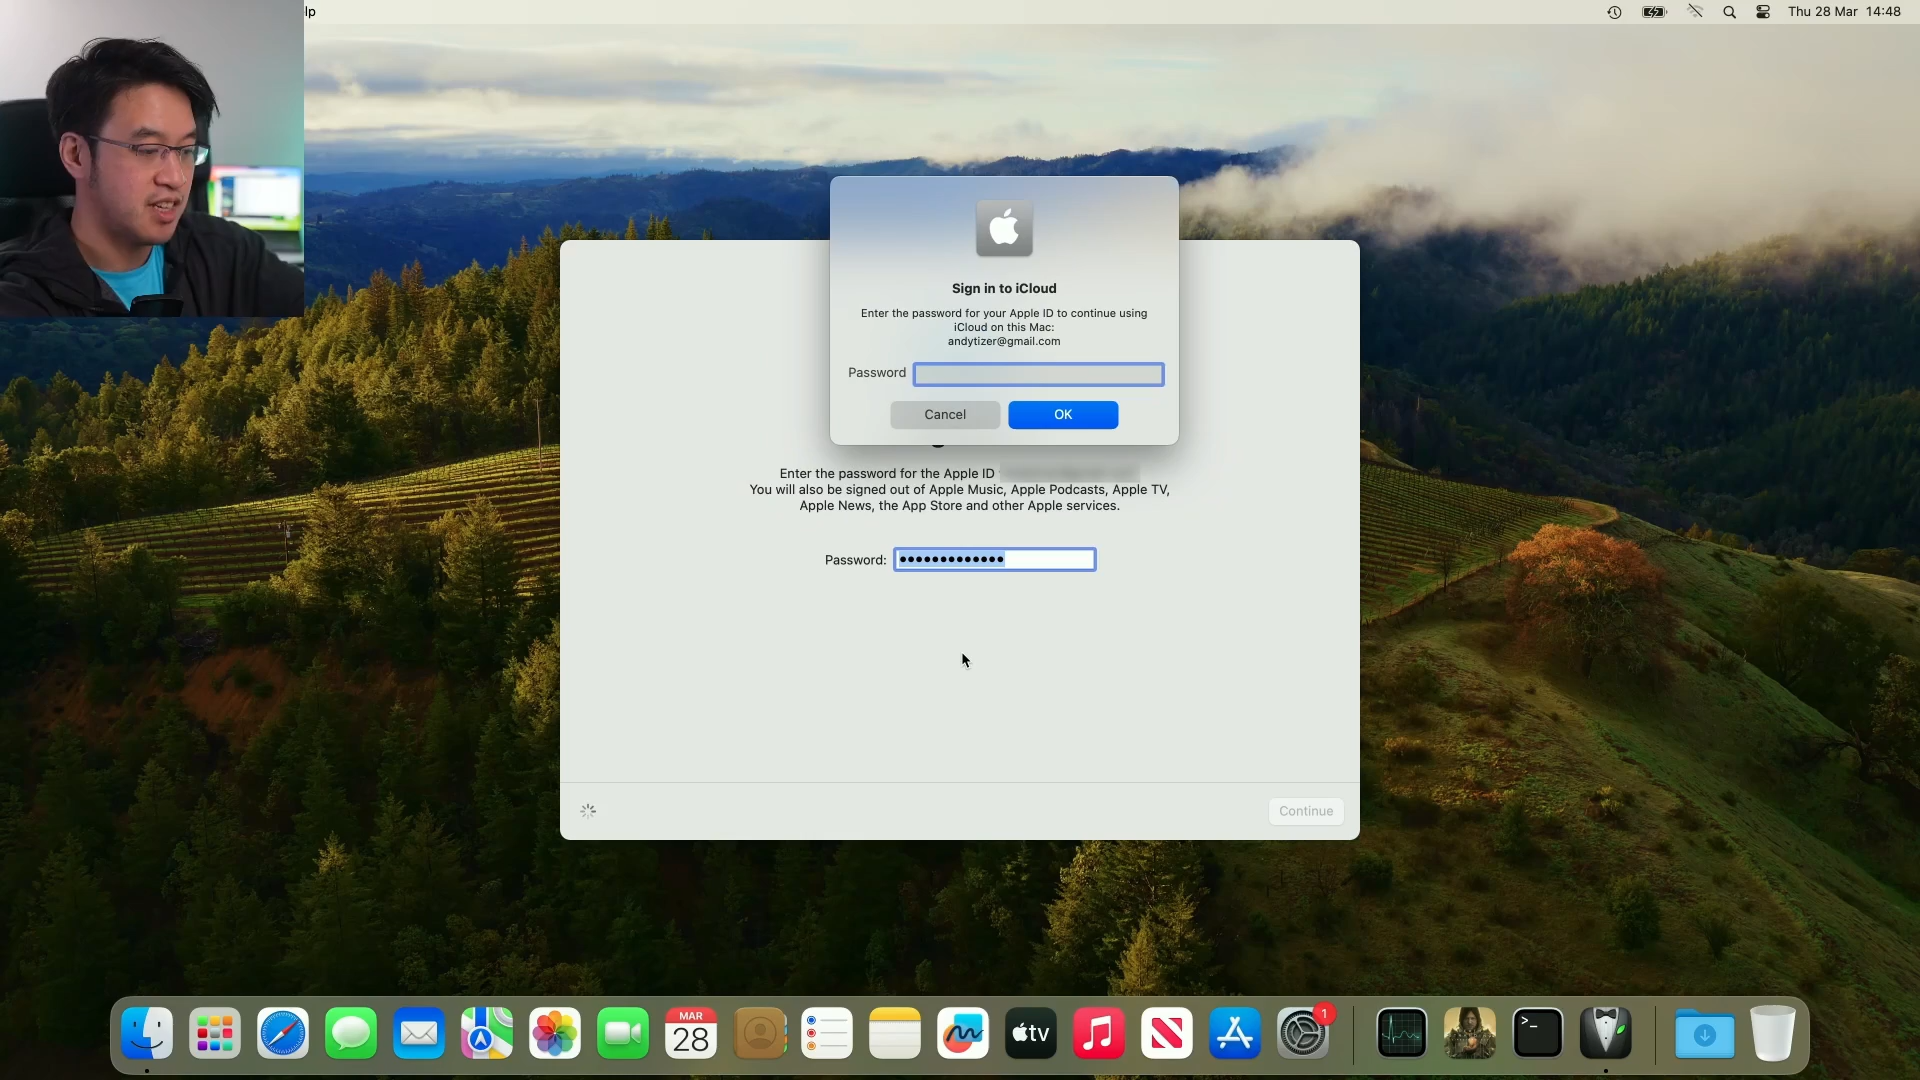 lp
Thu 28 Mar 14:48
Sign in to iCloud
Enter the password for your Apple ID to continue using
iCloud on this Mac:
andytizer@gmail.com
Password
Cancel
OK
Enter the password for the Apple ID
You will also be signed out of Apple Music, Apple Podcasts, Apple TV,
Apple News, the App Store and other Apple services.
Password: •••••••••••••
Continue
MAR
28
tv
1
>_